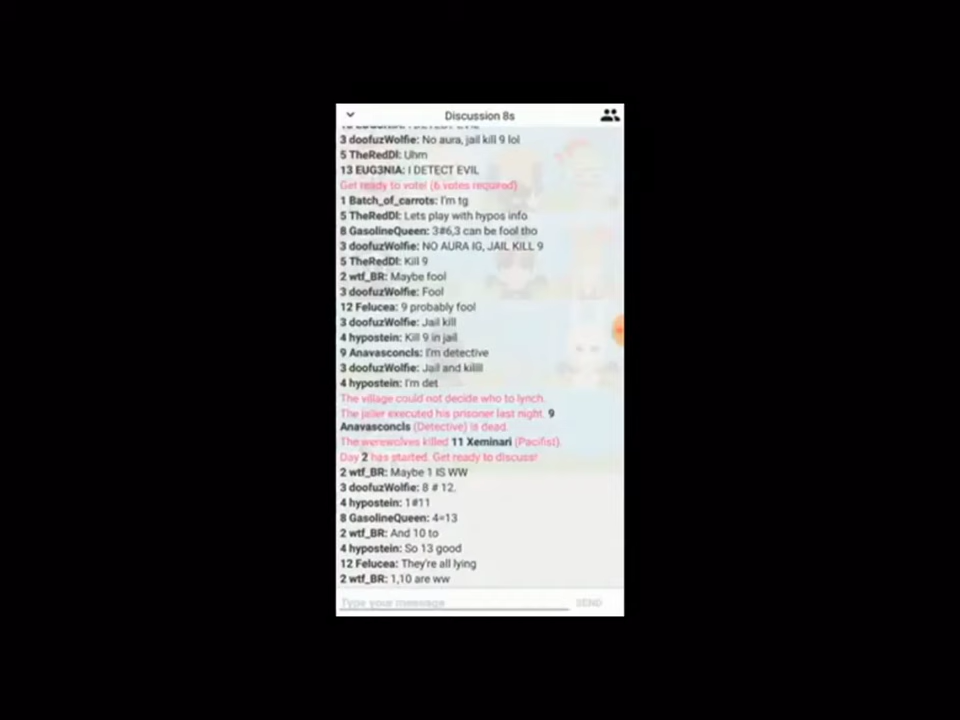 Discussion 8s
13 EUG3NIA: I DETECT EVIL
3 doofuzWolfie: No aura, jail kill 9 lol
5 TheRedDI: Uhm
13 EUG3NIA: I DETECT EVIL
Get ready to vote! (6 votes required)
1 Batch_of_carrots: I'm tg
5 TheRedDI: Lets play with hypos info
8 GasolineQueen: 3#6,3 can be fool tho
3 doofuzWolfie: NO AURA IG, JAIL KILL 9
5 TheRedDI: Kill 9
2 wtf_BR: Maybe fool
3 doofuzWolfie: Fool
12 Felucea: 9 probably fool
3 doofuzWolfie: Jail kill
4 hypostein: Kill 9 in jail
9 Anavasconcls: I'm detective
3 doofuzWolfie: Jail and killlll
4 hypostein: I'm det
The village could not decide who to lynch.
The jailer executed his prisoner last night. 9
Anavasconcls (Detective) is dead.
The werewolves killed 11 Xeminari (Pacifist).
Day 2 has started. Get ready to discuss!
2 wtf_BR: Maybe 1 IS WW
3 doofuzWolfie: 8 # 12.
4 hypostein: 1#11
8 GasolineQueen: 4=13
2 wtf_BR: And 10 to
4 hypostein: So 13 good
12 Felucea: They're all lying
2 wtf_BR: 1,10 are ww
Type your message
SEND